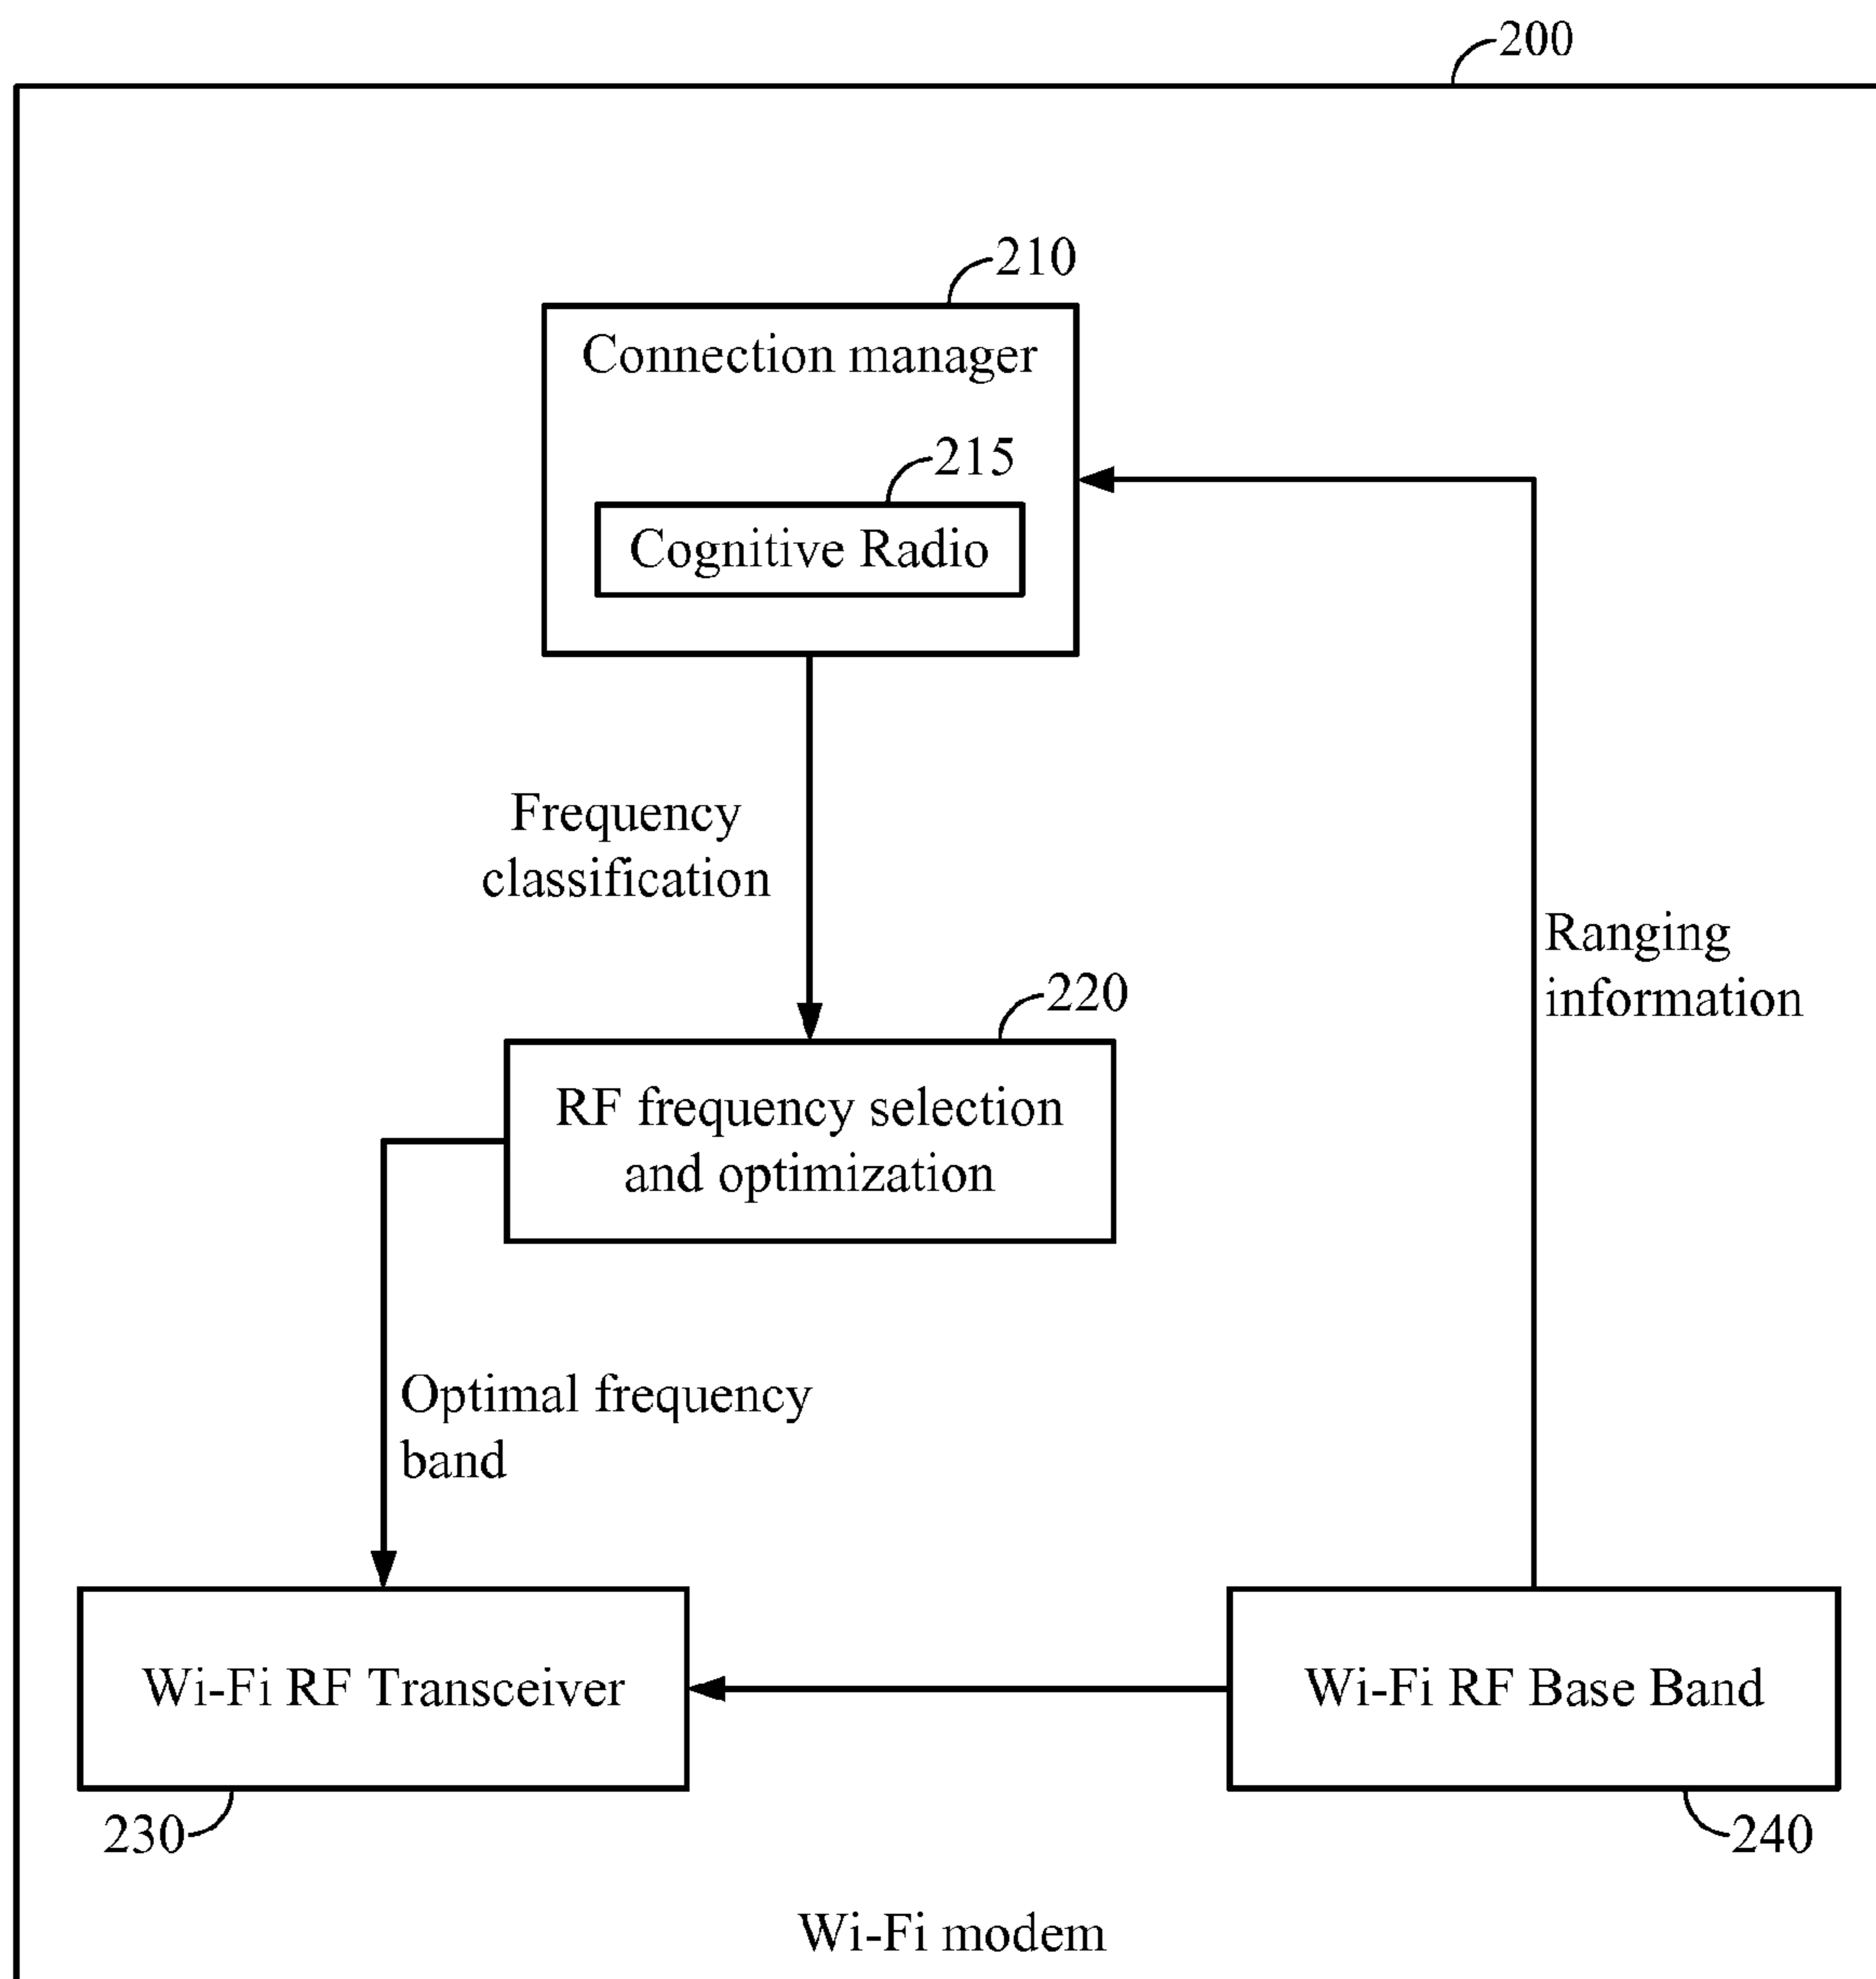 200
210
Connection manager
215
Cognitive Radio
Frequency
classification
Ranging
information
220
RF frequency selection
and optimization
Optimal frequency
band
Wi-Fi RF Transceiver
Wi-Fi RF Base Band
230
240
Wi-Fi modem